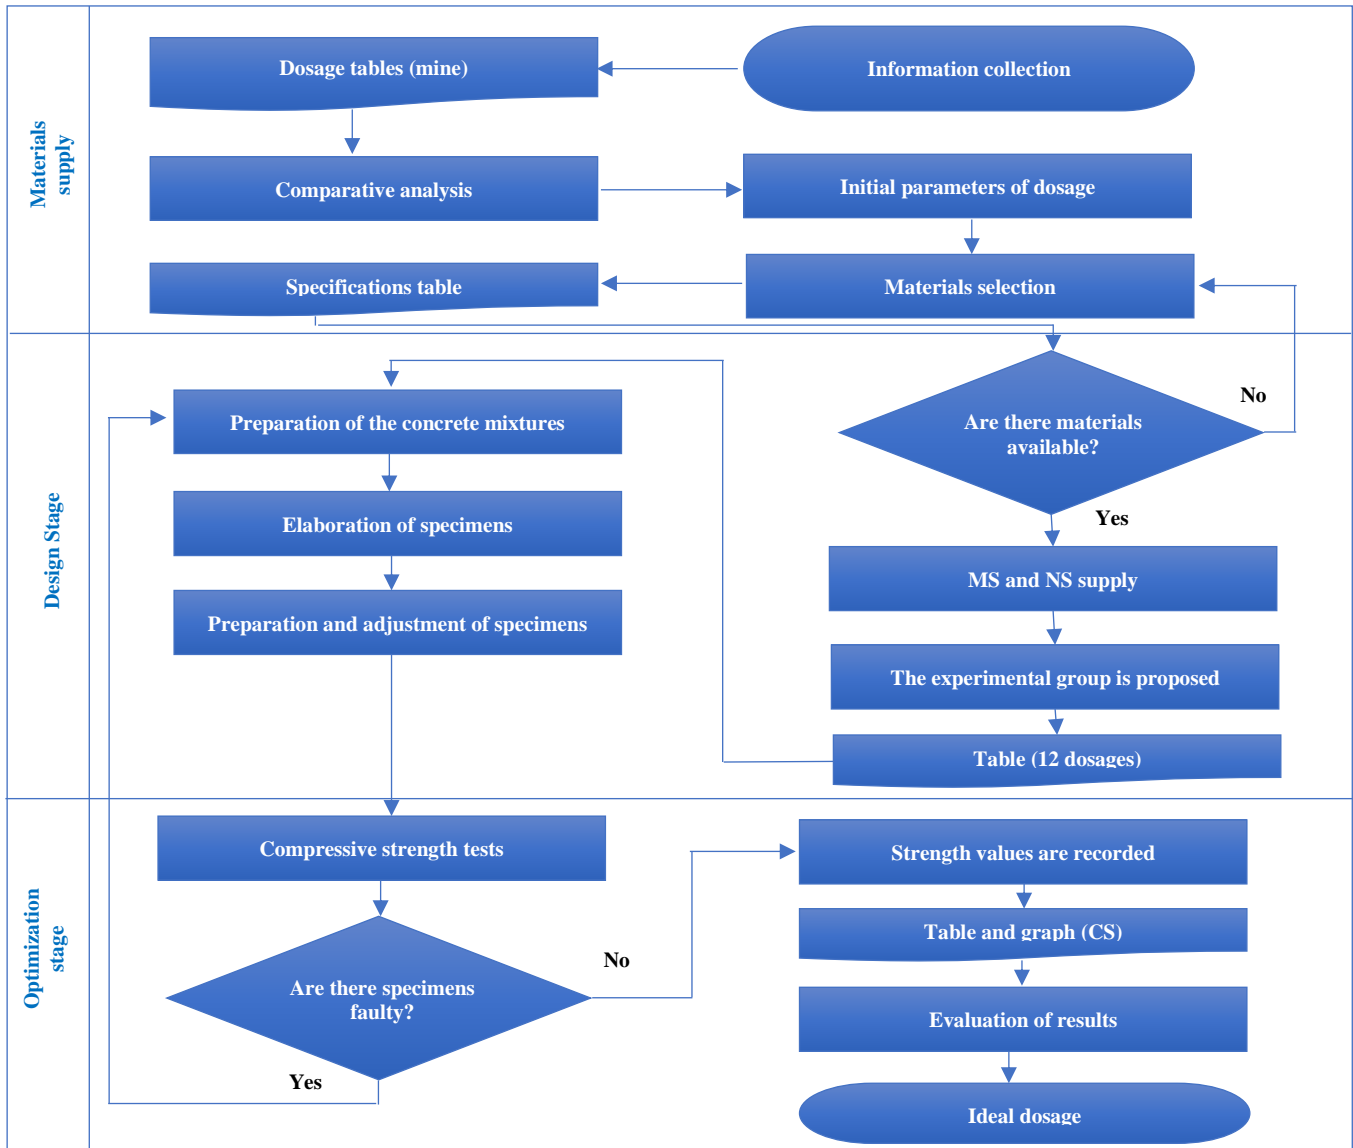 Materials
supply
Dosage tables (mine)
Information collection
Comparative analysis
Initial parameters of dosage
Specifications table
Materials selection
Design Stage
Are there materials
available?
No
Yes
Preparation of the concrete mixtures
Elaboration of specimens
Preparation and adjustment of specimens
MS and NS supply
The experimental group is proposed
Table (12 dosages)
Optimization
stage
Compressive strength tests
Are there specimens
faulty?
No
Yes
Strength values are recorded
Table and graph (CS)
Evaluation of results
Ideal dosage